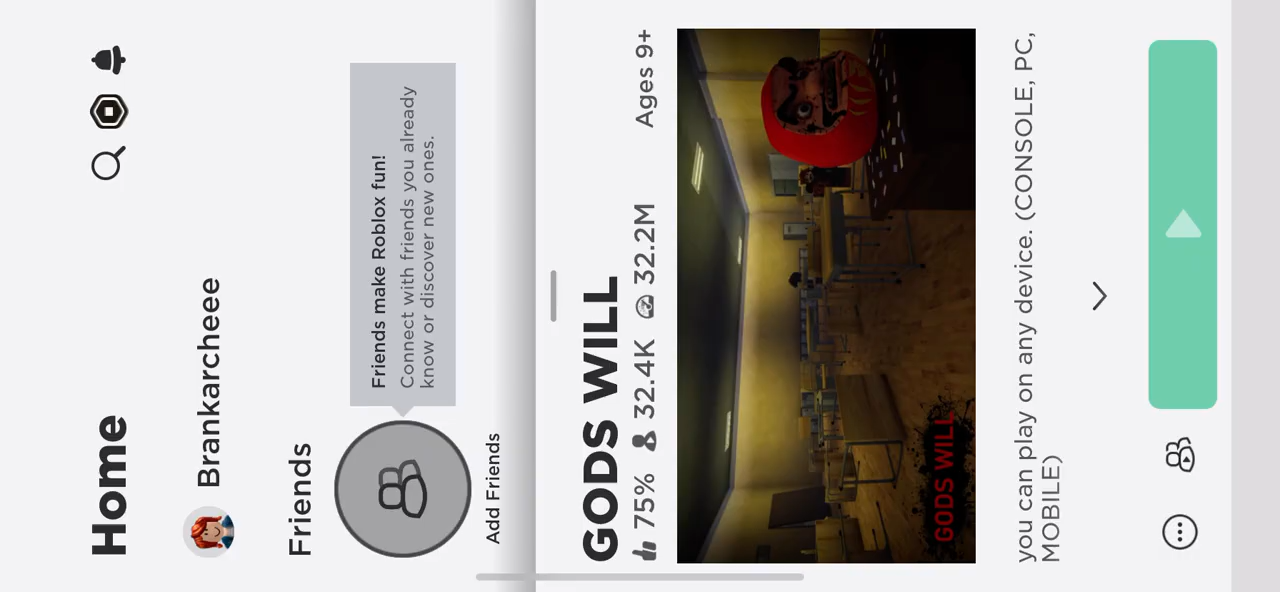 Home
Brankarcheee
Friends
Friends make Roblox fun!
Connect with friends you already
know or discover new ones.
Add Friends
GODS WILL
75% 32.4K 32.2M Ages 9+
GODS WILL
you can play on any device. (CONSOLE, PC,
MOBILE)